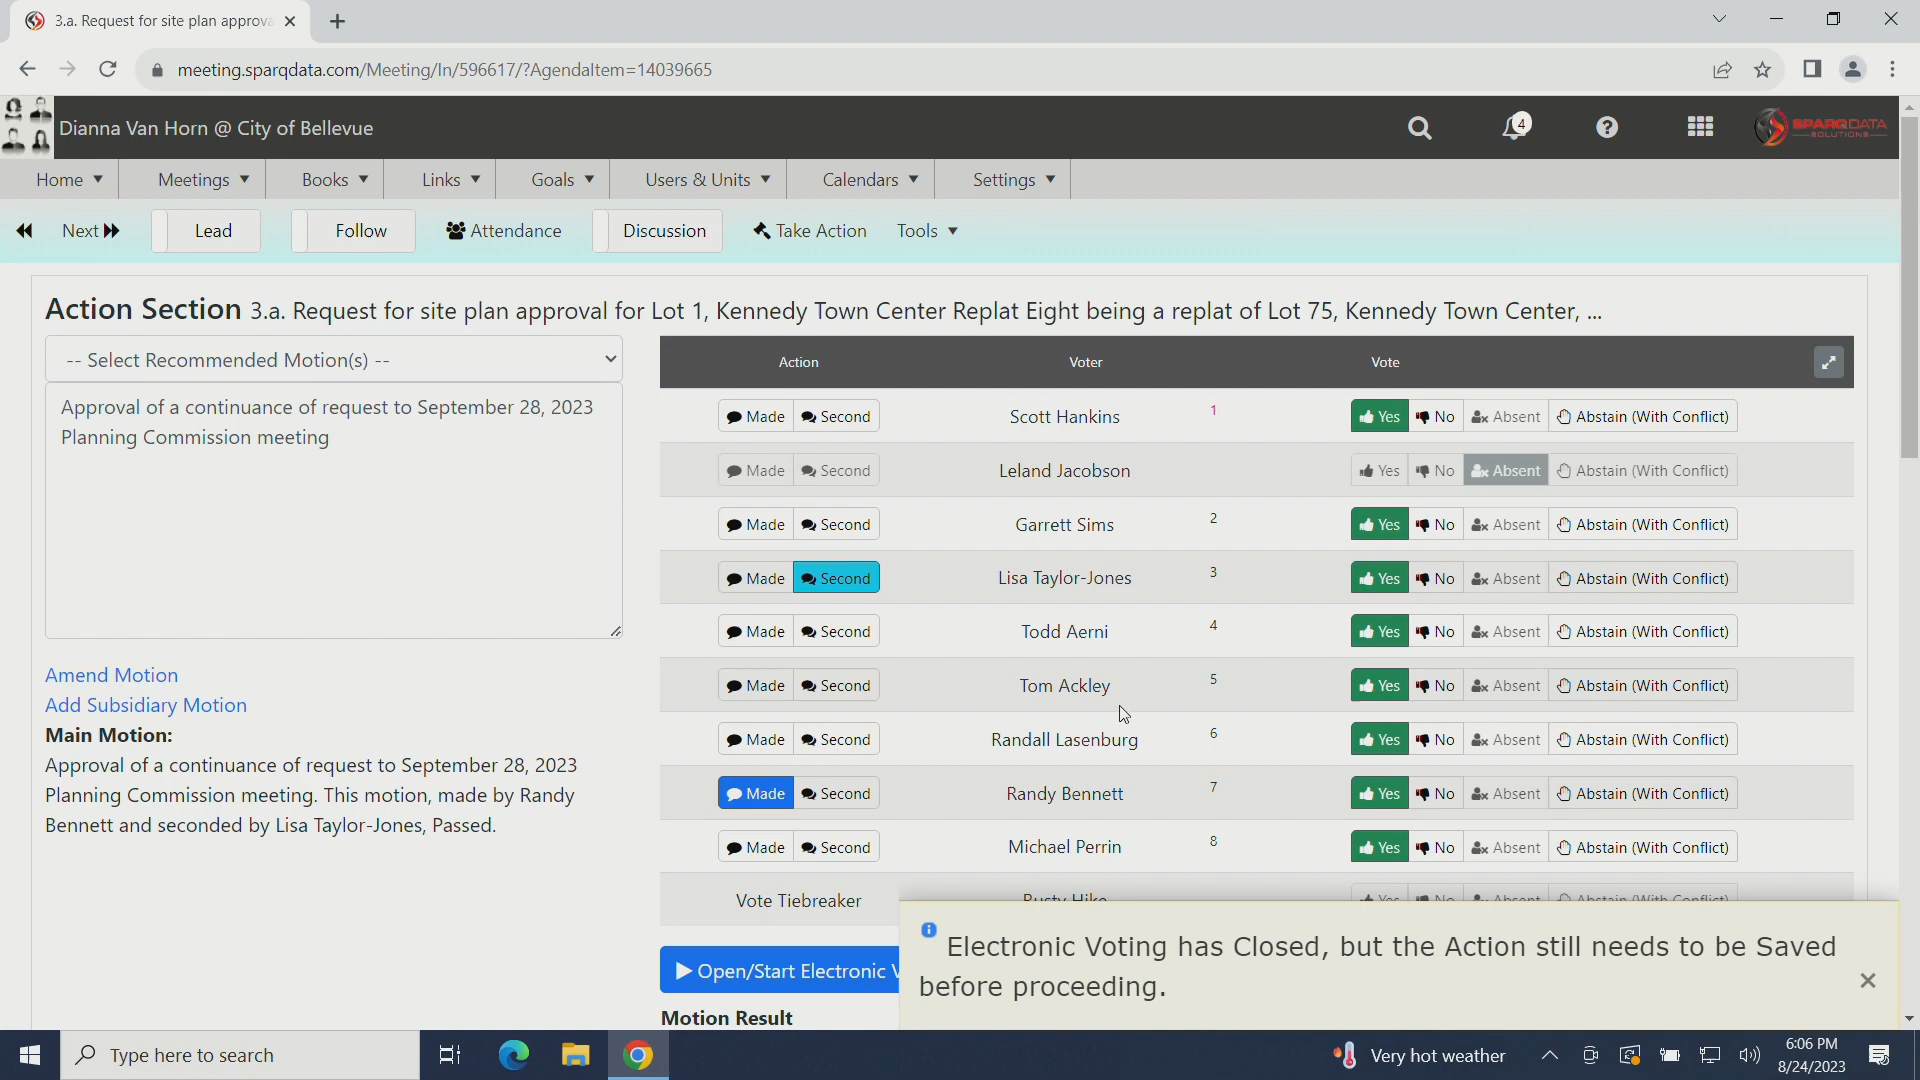 3.a. Request for site plan approva
meeting.sparqdata.com/Meeting/In/596617/?AgendaItem=14039665
Dianna Van Horn @ City of Bellevue
4
SPARQDATA
SOLUTIONS
Home
Meetings
Books
Links
Goals
Users & Units
Calendars
Settings
Next
Lead
Follow
Attendance
Discussion
Take Action
Tools
Action Section 3.a. Request for site plan approval for Lot 1, Kennedy Town Center Replat Eight being a replat of Lot 75, Kennedy Town Center, ...
-- Select Recommended Motion(s) --
Approval of a continuance of request to September 28, 2023
Planning Commission meeting
Amend Motion
Add Subsidiary Motion
Main Motion:
Approval of a continuance of request to September 28, 2023
Planning Commission meeting. This motion, made by Randy
Bennett and seconded by Lisa Taylor-Jones, Passed.
Action Voter Vote
Made Second Scott Hankins 1 Yes No Absent Abstain (With Conflict)
Made Second Leland Jacobson Yes No Absent Abstain (With Conflict)
Made Second Garrett Sims 2 Yes No Absent Abstain (With Conflict)
Made Second Lisa Taylor-Jones 3 Yes No Absent Abstain (With Conflict)
Made Second Todd Aerni 4 Yes No Absent Abstain (With Conflict)
Made Second Tom Ackley 5 Yes No Absent Abstain (With Conflict)
Made Second Randall Lasenburg 6 Yes No Absent Abstain (With Conflict)
Made Second Randy Bennett 7 Yes No Absent Abstain (With Conflict)
Made Second Michael Perrin 8 Yes No Absent Abstain (With Conflict)
Vote Tiebreaker Rusty Hike Yes No Absent Abstain (With Conflict)
Open/Start Electronic V
Motion Result
Electronic Voting has Closed, but the Action still needs to be Saved
before proceeding.
Type here to search
Very hot weather
6:06 PM
8/24/2023